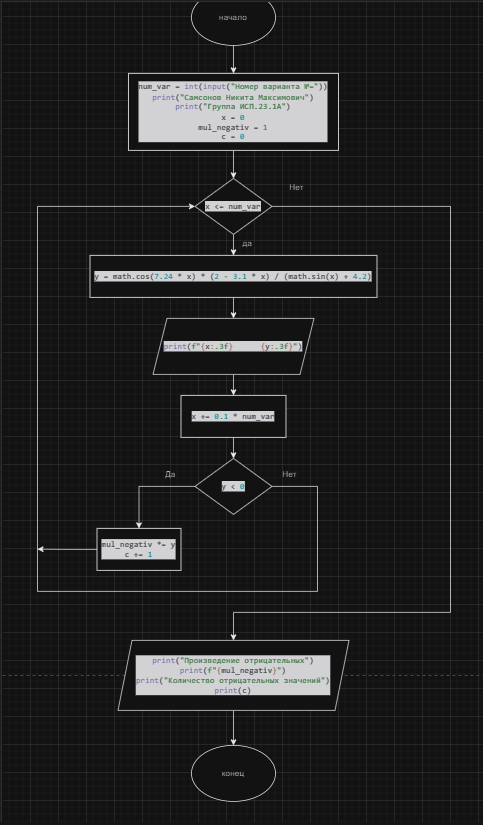 начало
num_var = int(input("Номер варианта №="))
print("Самсонов Никита Максимович")
print("Группа ИСП.23.1А")
x = 0
mul_negativ = 1
c = 0
Нет
x <= num_var
да
y = math.cos(7.24 * x) * (2 - 3.1 * x) / (math.sin(x) + 4.2)
print(f"{x:.3f}      {y:.3f}")
x += 0.1 * num_var
Да
Нет
y < 0
mul_negativ *= y
c += 1
print("Произведение отрицательных")
print(f"{mul_negativ}")
print("Количество отрицательных значений")
print(c)
конец